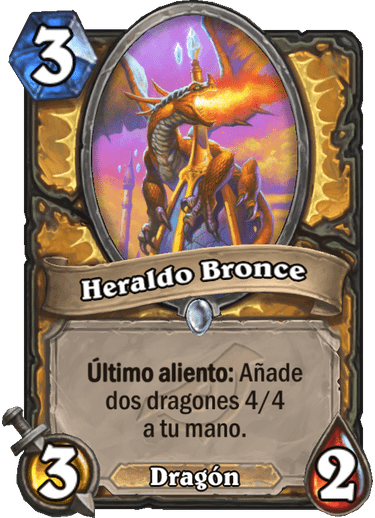 3
Heraldo Bronce
Último aliento: Añade
dos dragones 4/4
a tu mano.
3
Dragón
2